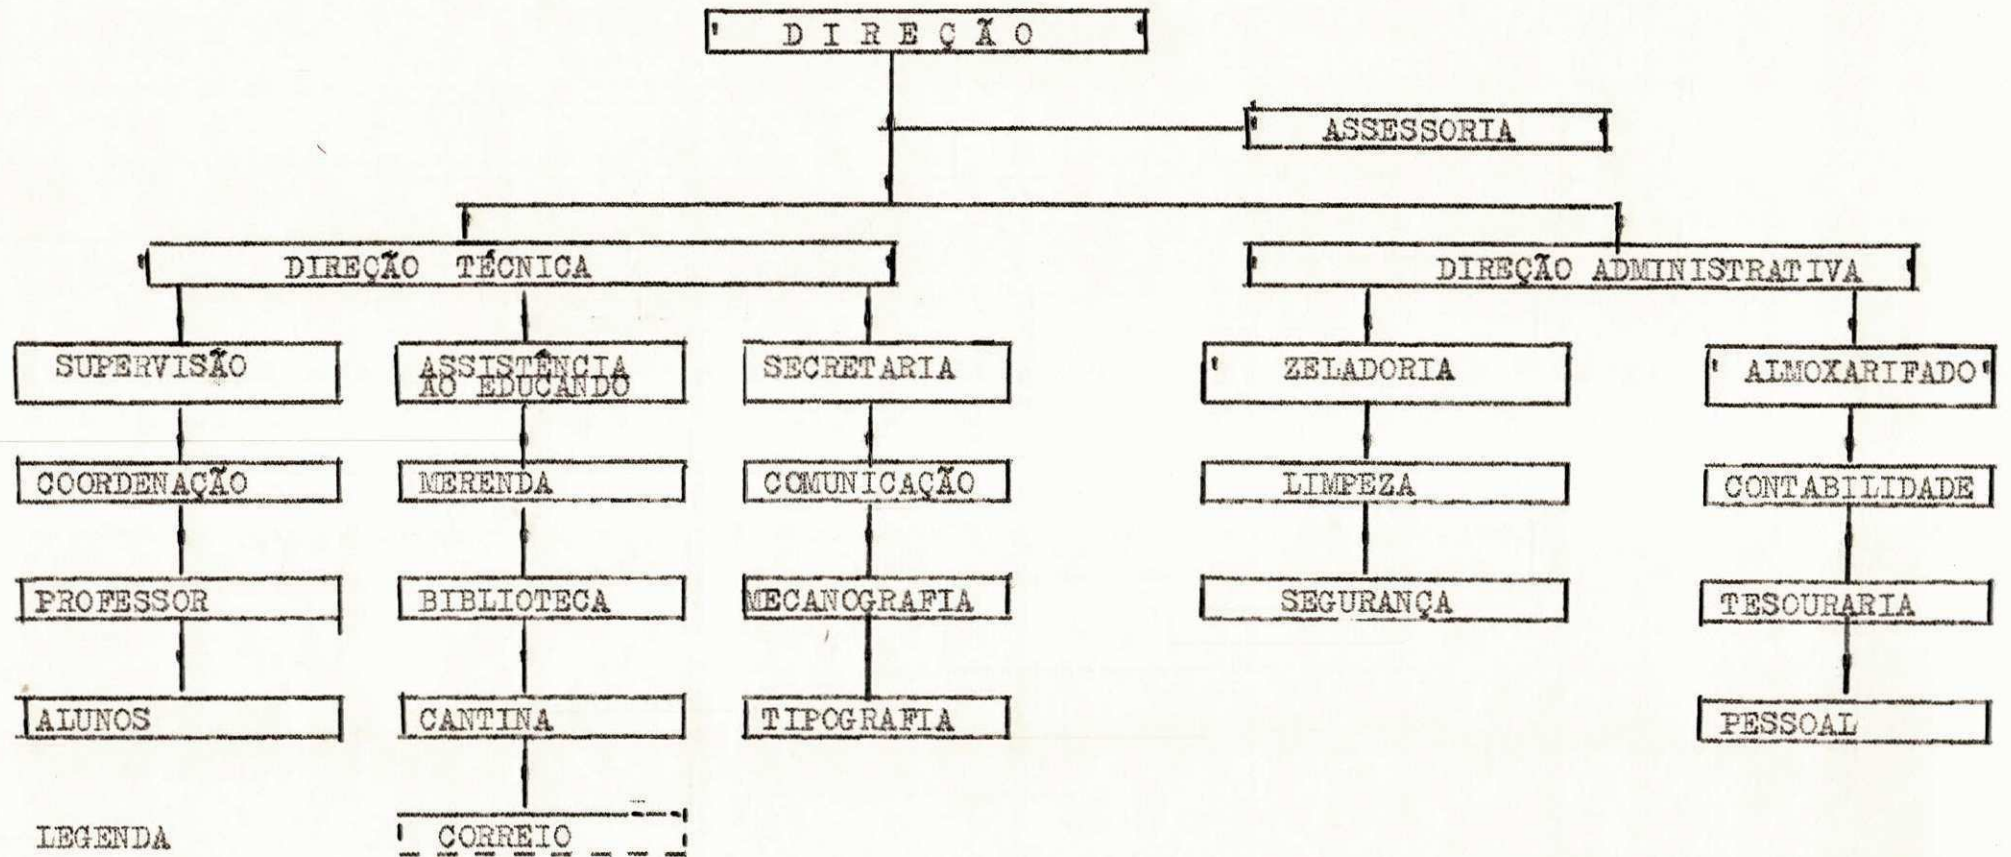 D I R E Ç Ã O
ASSESSORIA
DIREÇÃO TÉCNICA
DIREÇÃO ADMINISTRATIVA
SUPERVISÃO
ASSISTÊNCIA
AO EDUCANDO
SECRETARIA
ZELADORIA
ALMOXARIFADO
COORDENAÇÃO
MERENDA
COMUNICAÇÃO
LIMPEZA
CONTABILIDADE
PROFESSOR
BIBLIOTECA
MECANOGRAFIA
SEGURANÇA
TESOURARIA
ALUNOS
CANTINA
TIPOGRAFIA
PESSOAL
LEGENDA
CORREIO